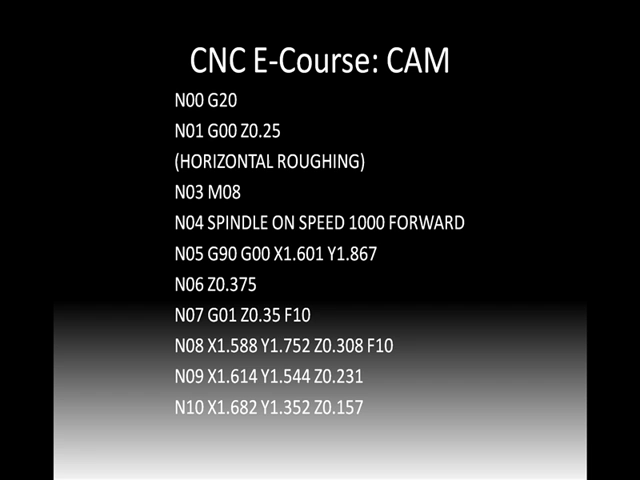 CNC E-Course: CAM
N00 G20
N01 G00 Z0.25
(HORIZONTAL ROUGHING)
N03 M08
N04 SPINDLE ON SPEED 1000 FORWARD
N05 G90 G00 X1.601 Y1.867
N06 Z0.375
N07 G01 Z0.35 F10
N08 X1.588 Y1.752 Z0.308 F10
N09 X1.614 Y1.544 Z0.231
N10 X1.682 Y1.352 Z0.157